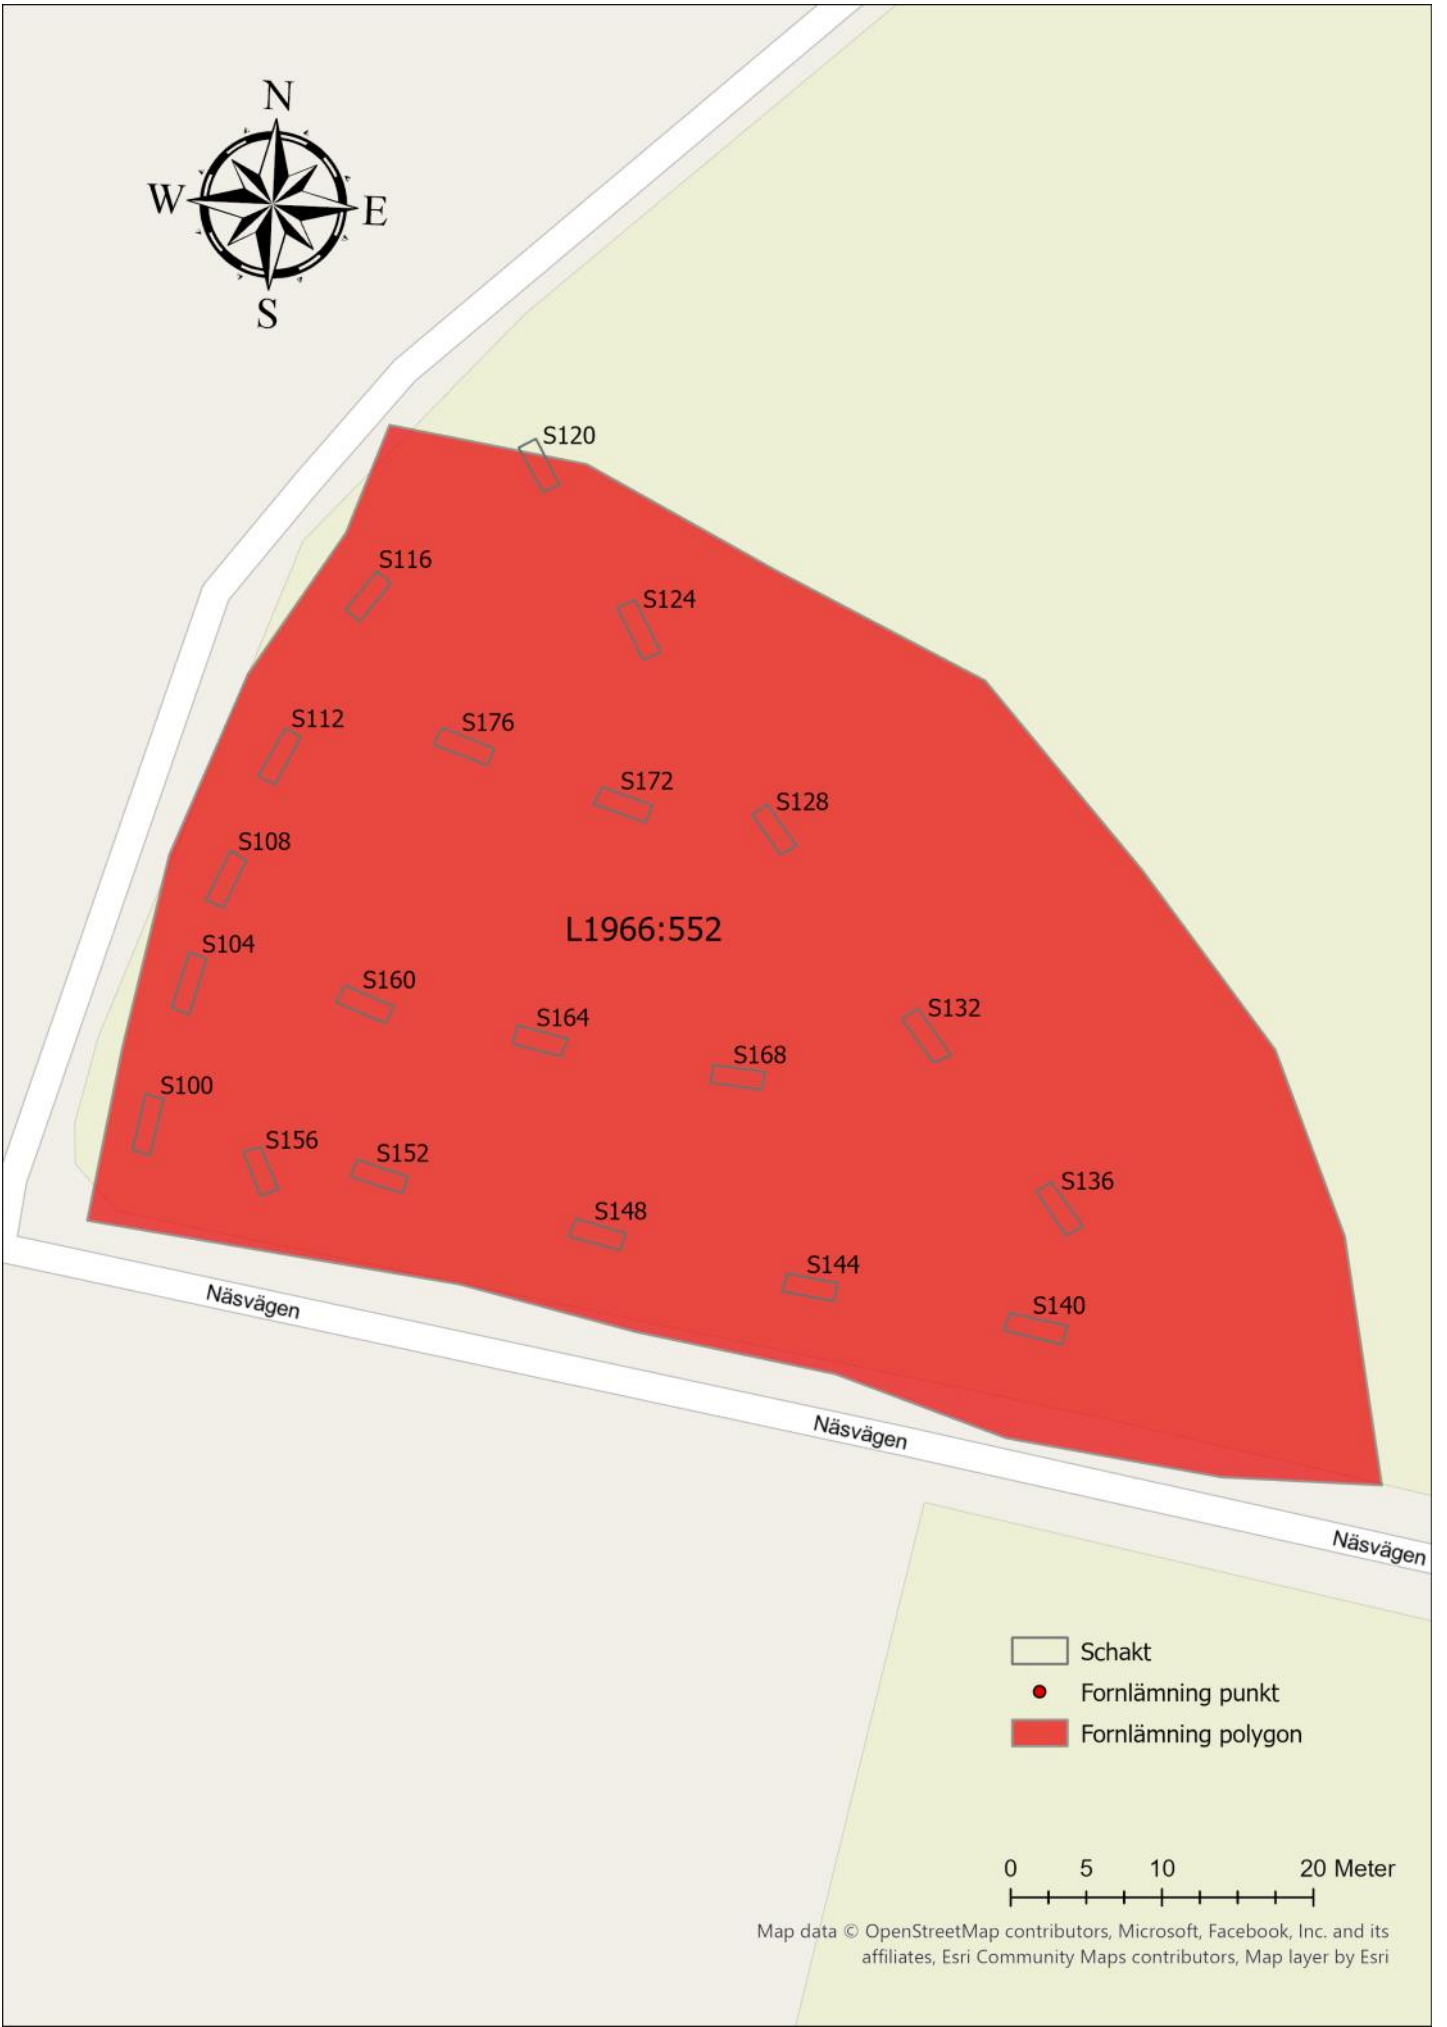 N
W
E
S
S120
S116
S124
S112
S176
S172
S128
S108
L1966:552
S104
S160
S164
S132
S168
S100
S156
S152
S136
S148
S144
S140
Näsvägen
Näsvägen
Näsvägen
Schakt
Fornlämning punkt
Fornlämning polygon
0 5 10 20 Meter
Map data © OpenStreetMap contributors, Microsoft, Facebook, Inc. and its
affiliates, Esri Community Maps contributors, Map layer by Esri